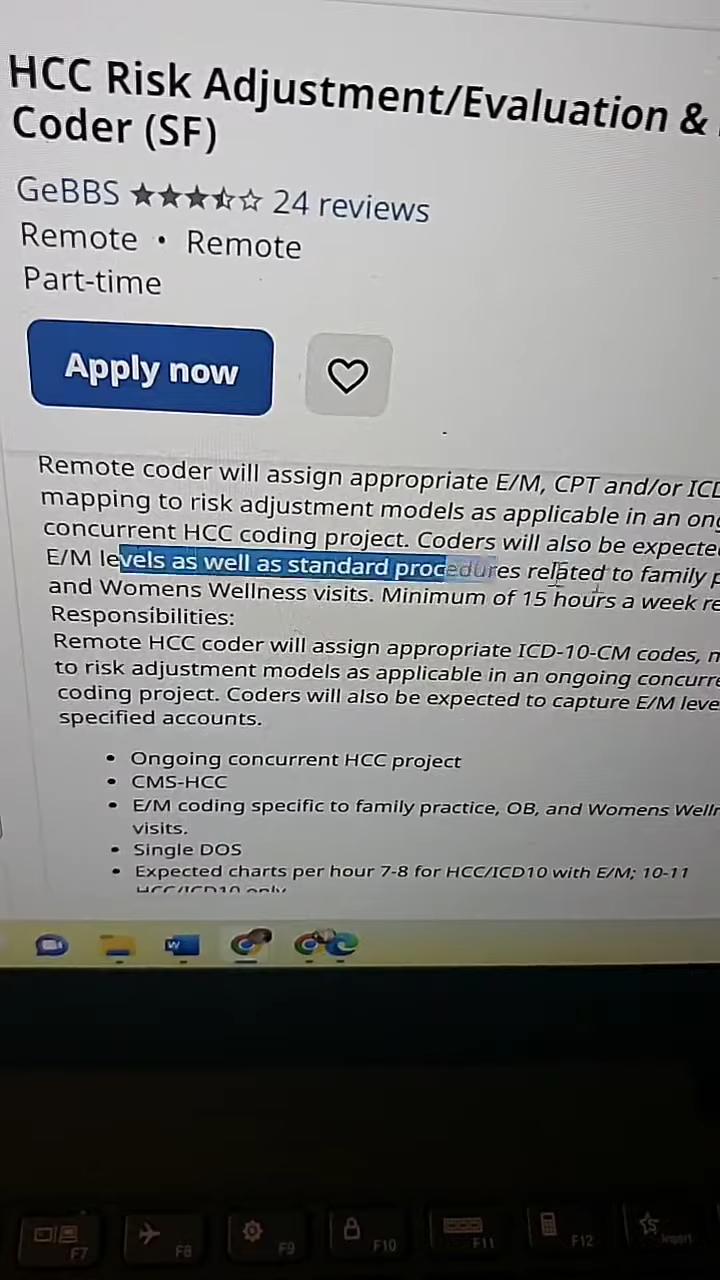 HCC Risk Adjustment/Evaluation &
Coder (SF)
GeBBS ★★★ 24 reviews
Remote • Remote
Part-time
Apply now
Remote coder will assign appropriate E/M, CPT and/or ICD
mapping to risk adjustment models as applicable in an
concurrent HCC coding project. Coders will also be expected
E/M levels as well as standard procedures related to family
and Womens Wellness visits. Minimum of 15 hours a week
Responsibilities:
Remote HCC coder will assign appropriate ICD-10-CM codes,
to risk adjustment models as applicable in an ongoing
coding project. Coders will also be expected to capture E/M
specified accounts.
• Ongoing concurrent HCC project
• CMS-HCC
• E/M coding specific to family practice, OB, and Womens
visits.
• Single DOS
• Expected charts per hour 7-8 for HCC/ICD10 with E/M; 10-11
HCC/ICD10 only
W
F7
F8
F9
F10
F11
F12
Insert